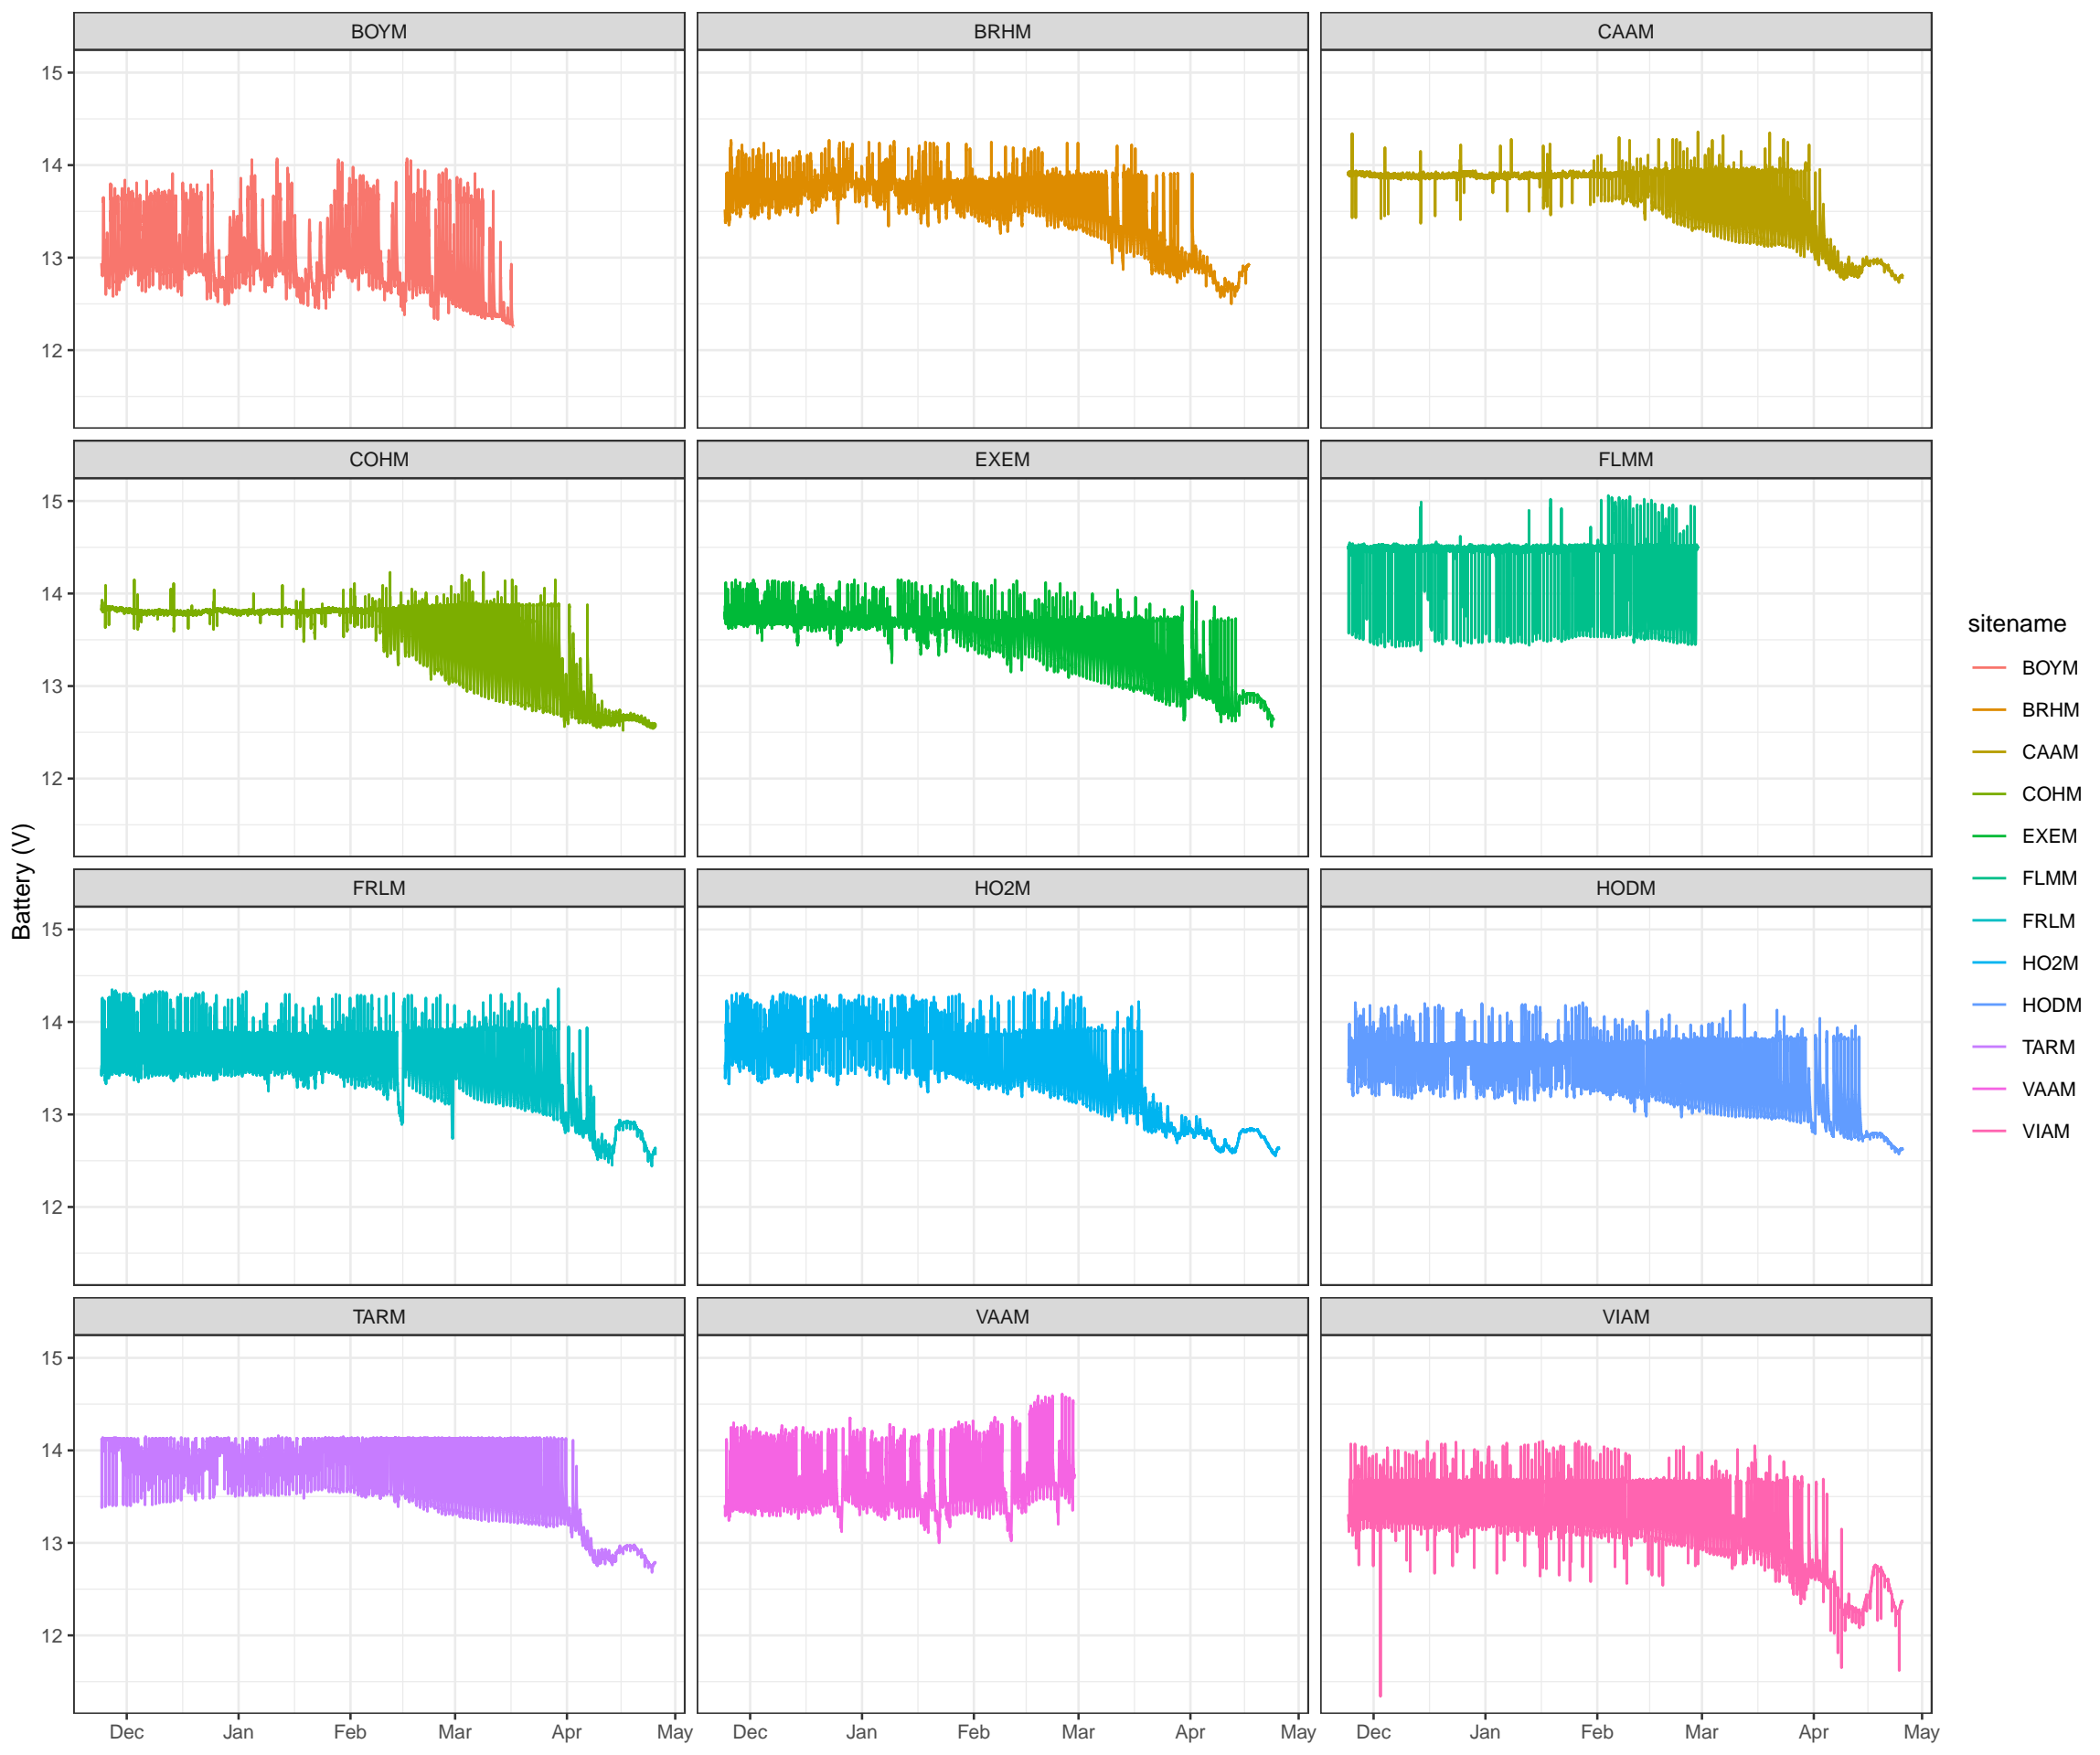 BOYM BRHM CAAM
15
14
13
12
COHM EXEM FLMM
15
14
13
12
FRLM HO2M HODM
15
14
13
12
TARM VAAM VIAM
15
14
13
12
Dec Jan Feb Mar Apr May Dec Jan Feb Mar Apr May Dec Jan Feb Mar Apr May
Battery (V)
sitename
BOYM
BRHM
CAAM
COHM
EXEM
FLMM
FRLM
HO2M
HODM
TARM
VAAM
VIAM